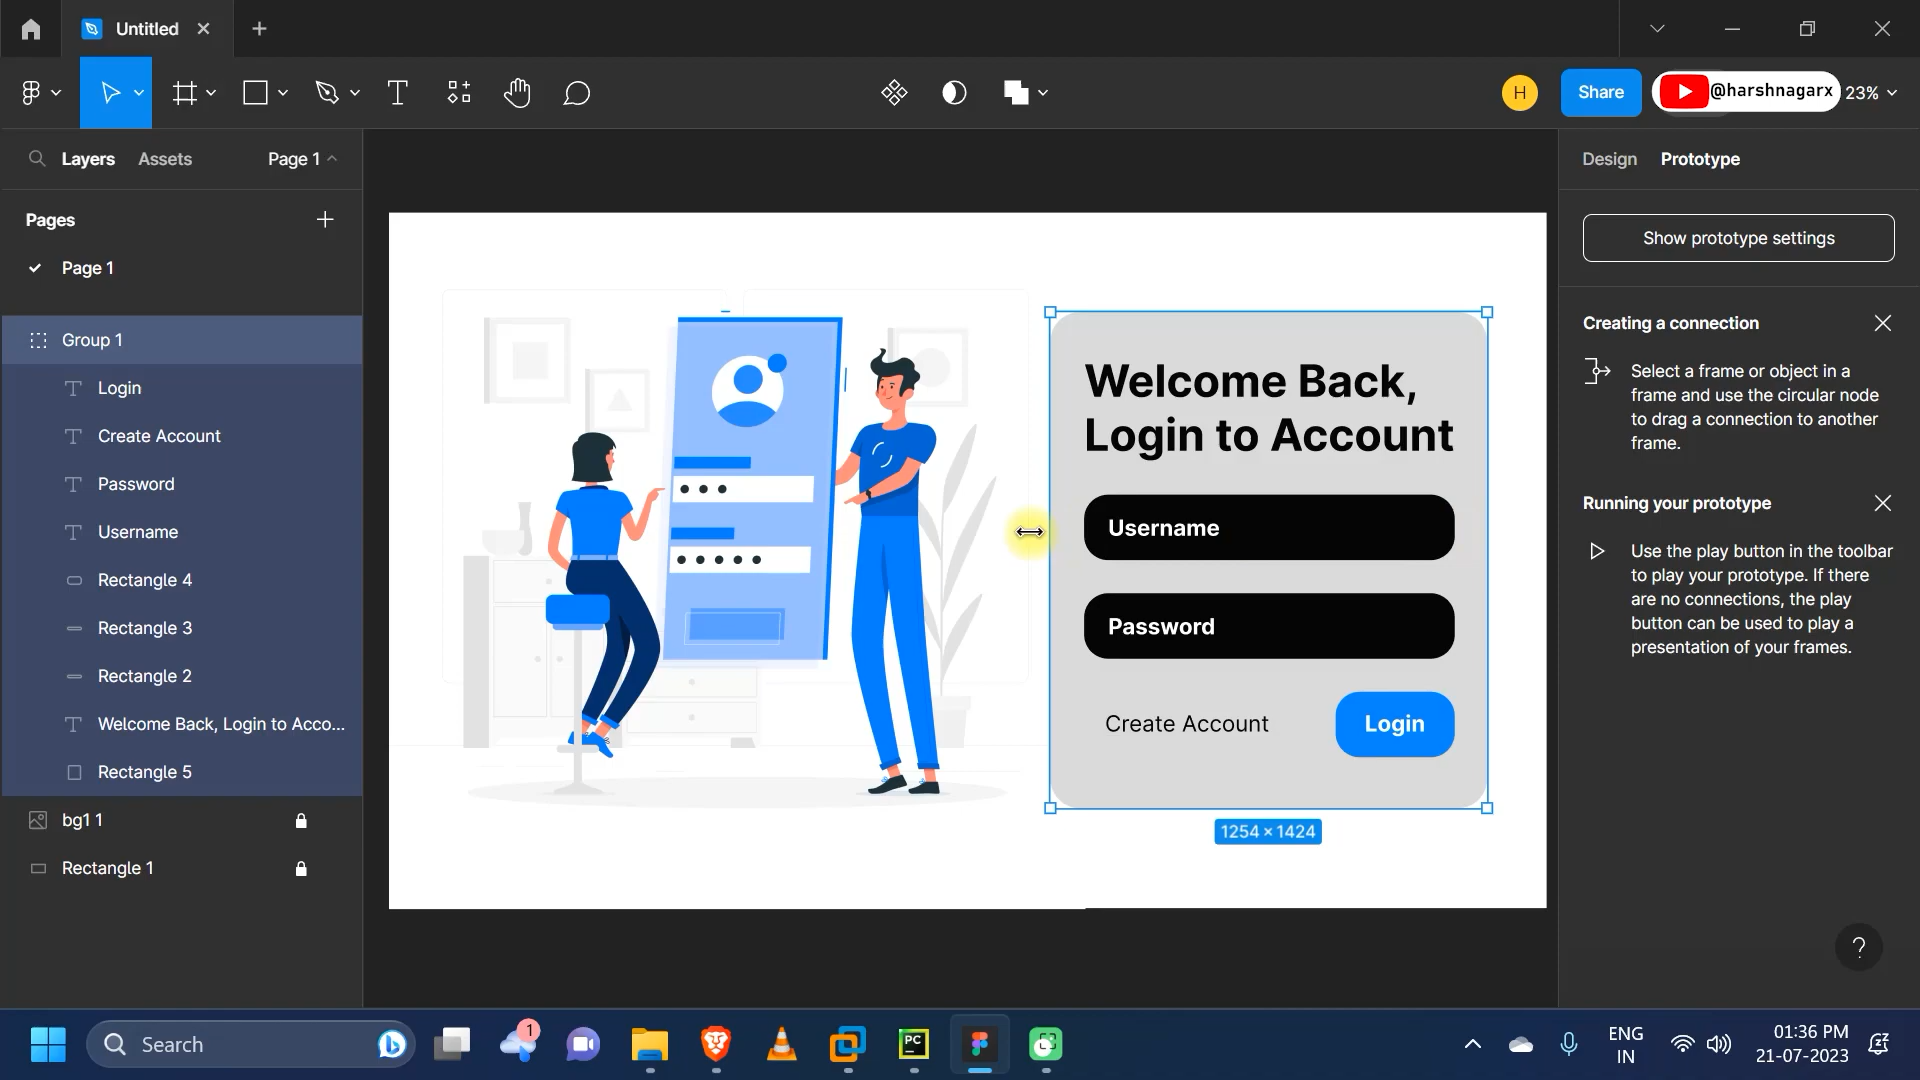 Untitled
H
Share
@harshnagarx
23%
Layers
Assets
Page 1
Design
Prototype
Pages
Page 1
Show prototype settings
Group 1
Login
Create Account
Password
Username
Rectangle 4
Rectangle 3
Rectangle 2
Welcome Back, Login to Acco...
Rectangle 5
bg1 1
Rectangle 1
Welcome Back,
Login to Account
Username
Password
Create Account
Login
1254 × 1424
Creating a connection
Select a frame or object in a
frame and use the circular node
to drag a connection to another
frame.
Running your prototype
Use the play button in the toolbar
to play your prototype. If there
are no connections, the play
button can be used to play a
presentation of your frames.
?
Search
1
PC
ENG
IN
01:36 PM
21-07-2023